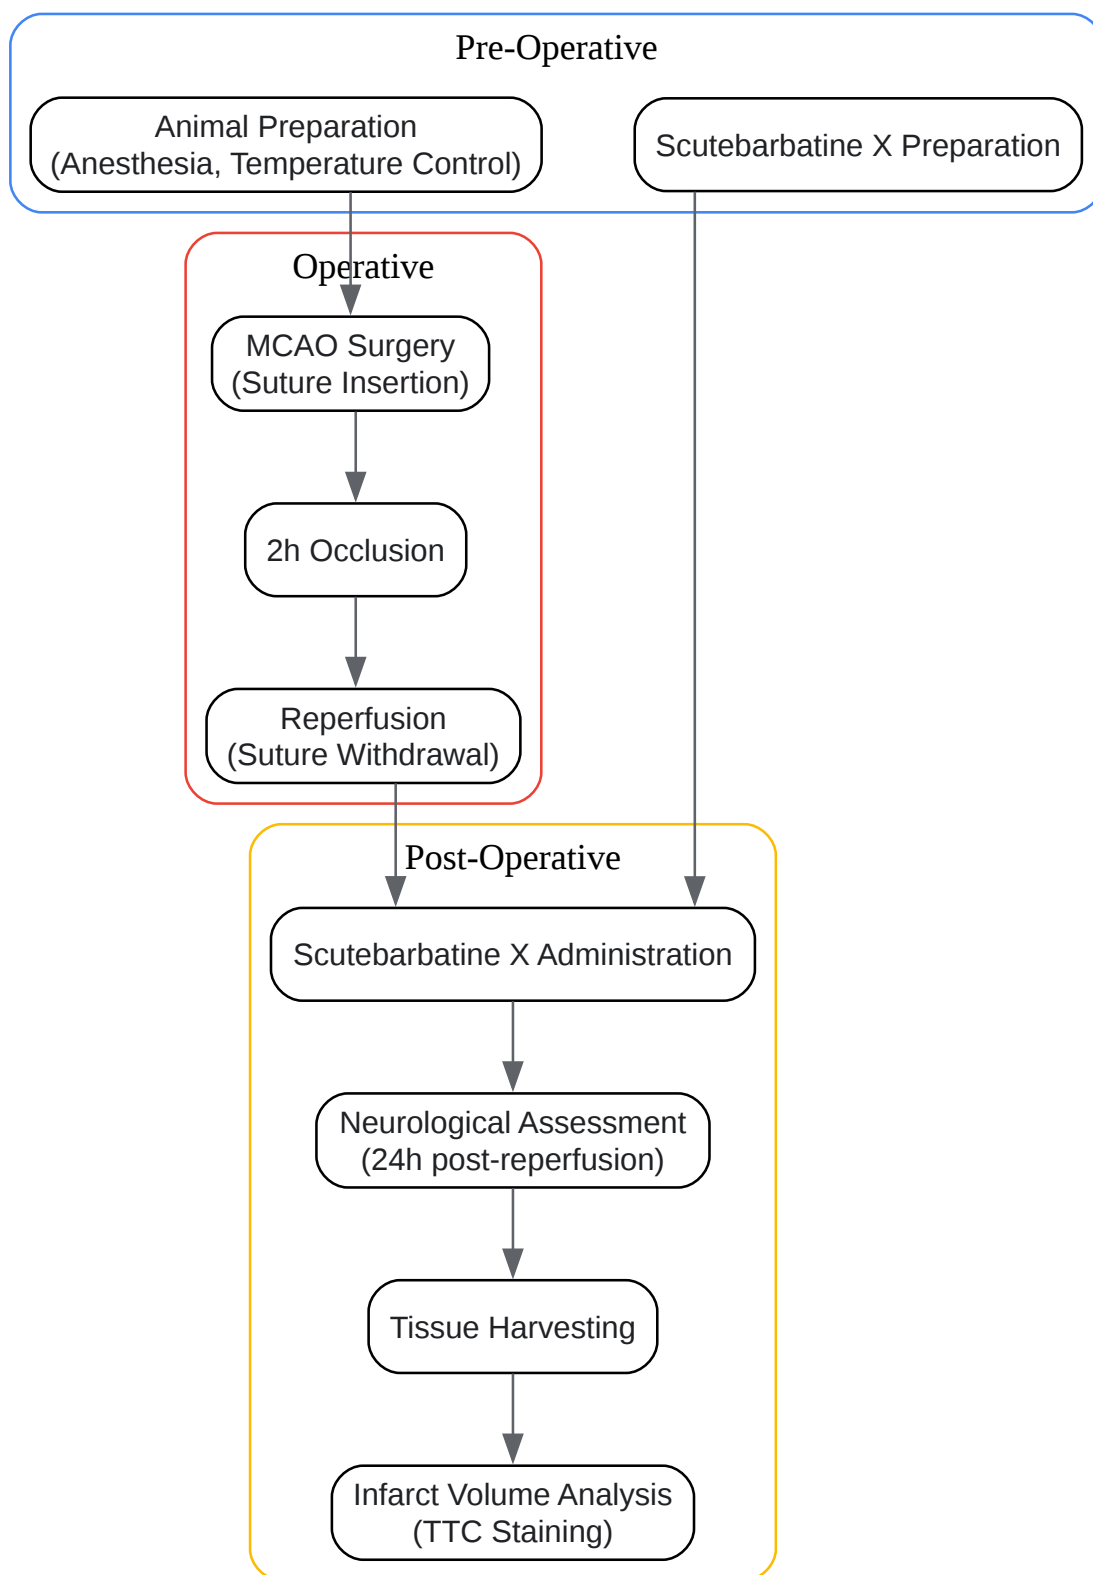 Pre-Operative
Animal Preparation
(Anesthesia, Temperature Control)
Scutebarbatine X Preparation
Operative
MCAO Surgery
(Suture Insertion)
2h Occlusion
Reperfusion
(Suture Withdrawal)
Post-Operative
Scutebarbatine X Administration
Neurological Assessment
(24h post-reperfusion)
Tissue Harvesting
Infarct Volume Analysis
(TTC Staining)